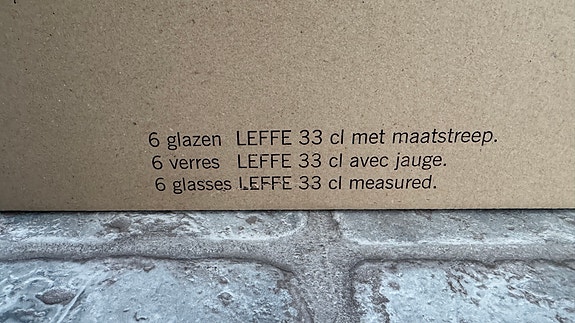 6 glazen LEFFE 33 cl met maatstreep.
6 verres LEFFE 33 cl avec jauge.
6 glasses LEFFE 33 cl measured.